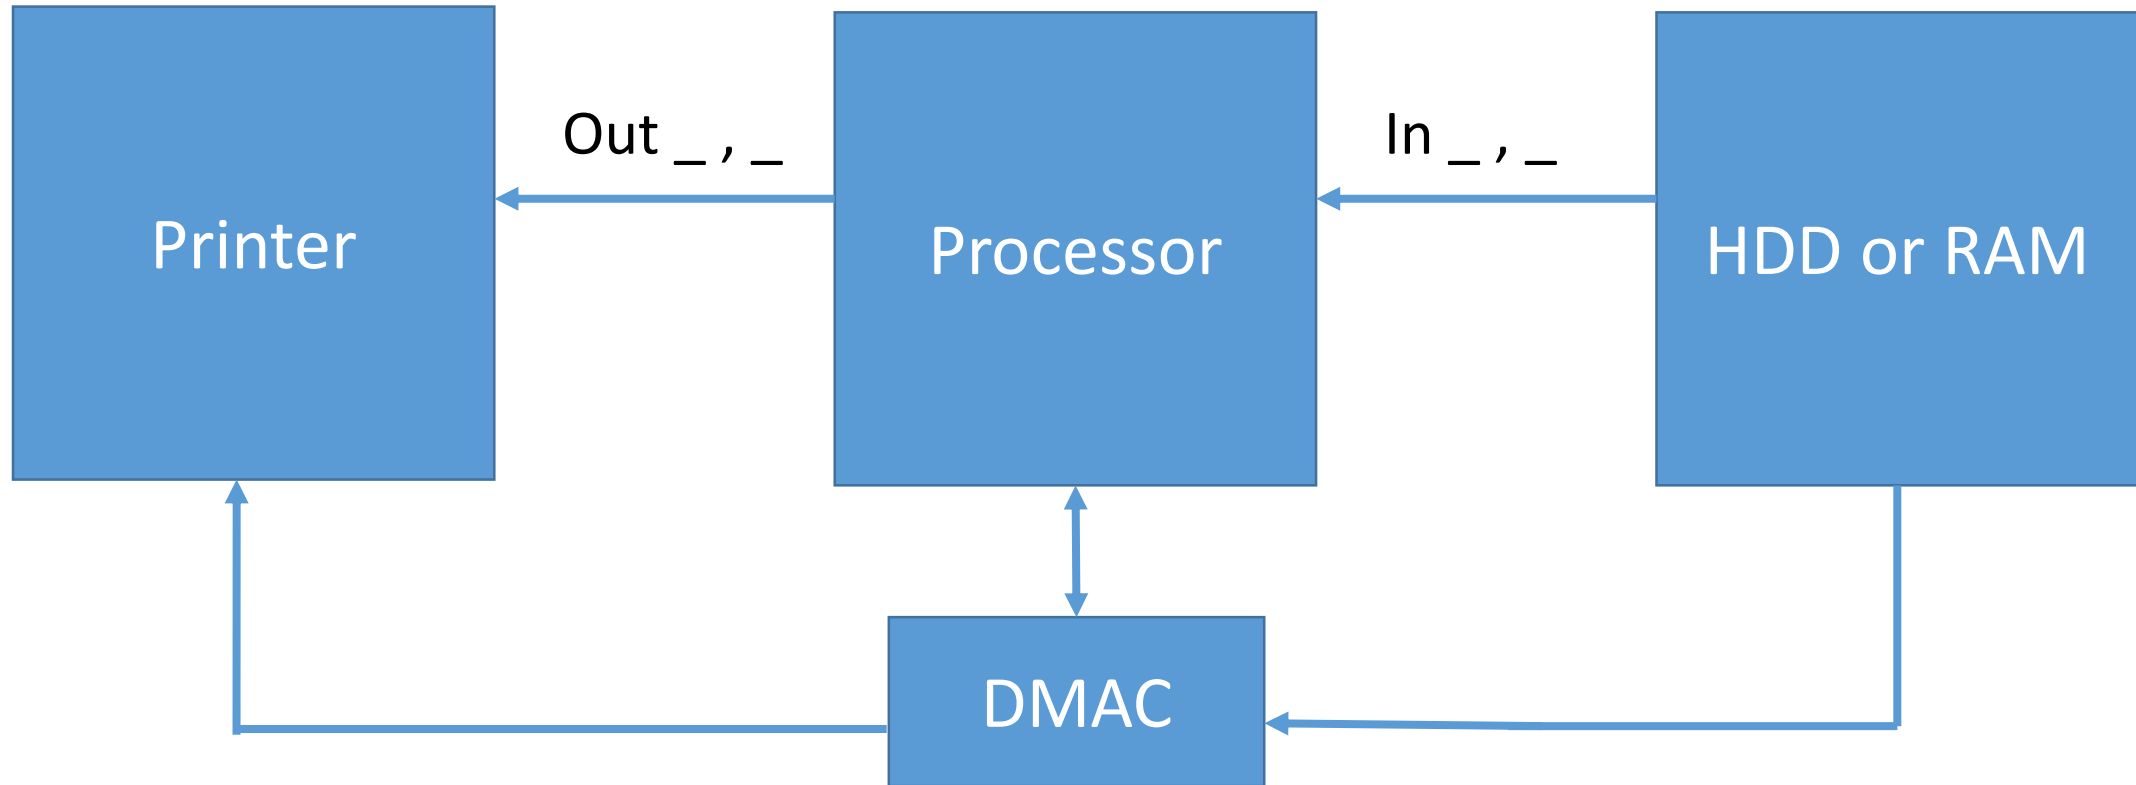 Out _ , _
In _ , _
Printer
Processor
HDD or RAM
DMAC